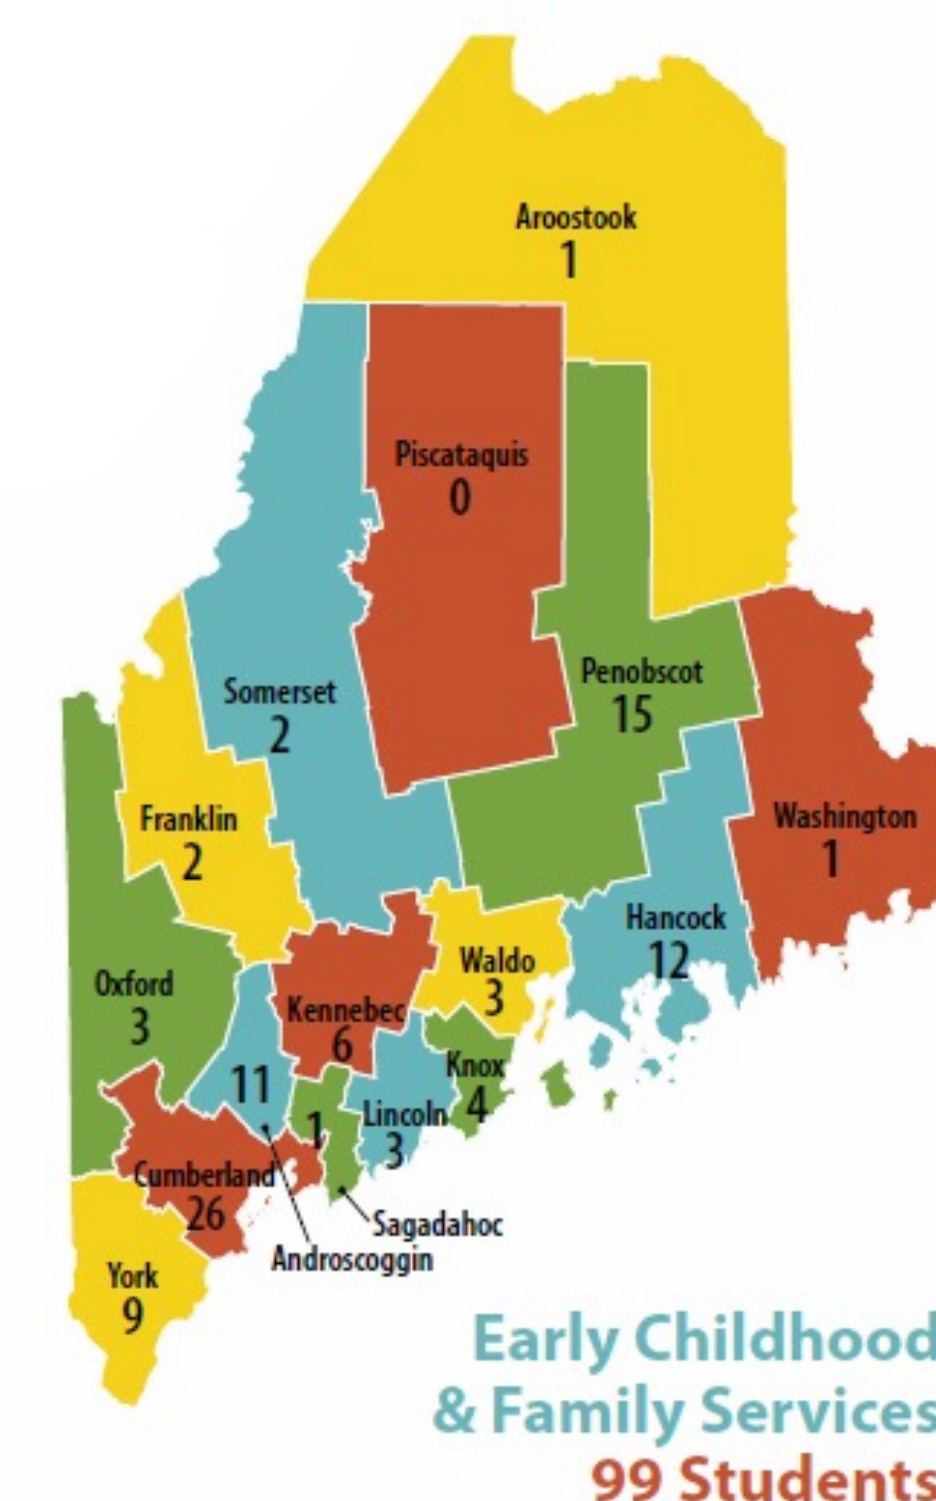 Aroostook
1
Piscataquis
0
Penobscot
15
Somerset
2
Washington
1
Franklin
2
Hancock
12
Waldo
3
Oxford
3
Kennebec
6
Knox
4
11
1
Lincoln
3
Cumberland
26
Sagadahoc
Androscoggin
York
9
Early Childhood
& Family Services
99 Students